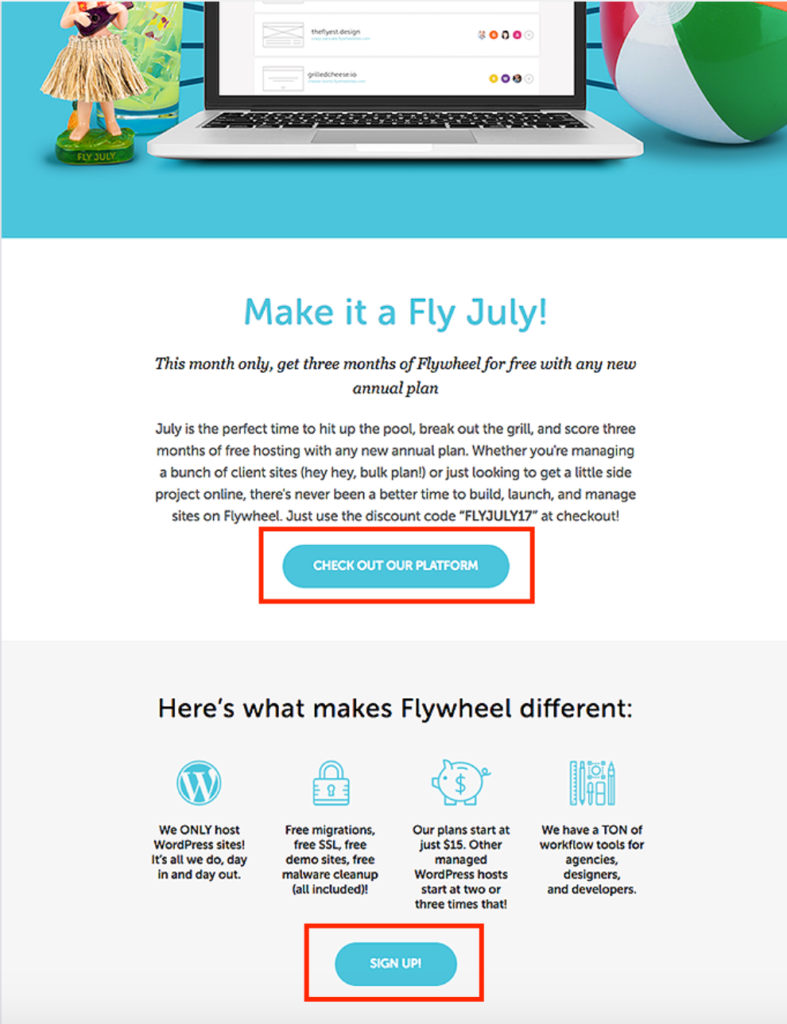 theflyest.design
grilledcheese.io
FLY JULY
Make it a Fly July!
This month only, get three months of Flywheel for free with any new
annual plan
July is the perfect time to hit up the pool, break out the grill, and score three
months of free hosting with any new annual plan. Whether you're managing
a bunch of client sites (hey hey, bulk plan!) or just looking to get a little side
project online, there's never been a better time to build, launch, and manage
sites on Flywheel. Just use the discount code “FLYJULY17” at checkout!
CHECK OUT OUR PLATFORM
Here's what makes Flywheel different:
We ONLY host
WordPress sites!
It's all we do, day
in and day out.
Free migrations,
free SSL, free
demo sites, free
malware cleanup
(all included)!
Our plans start at
just $15. Other
managed
WordPress hosts
start at two or
three times that!
We have a TON of
workflow tools for
agencies,
designers,
and developers.
SIGN UP!